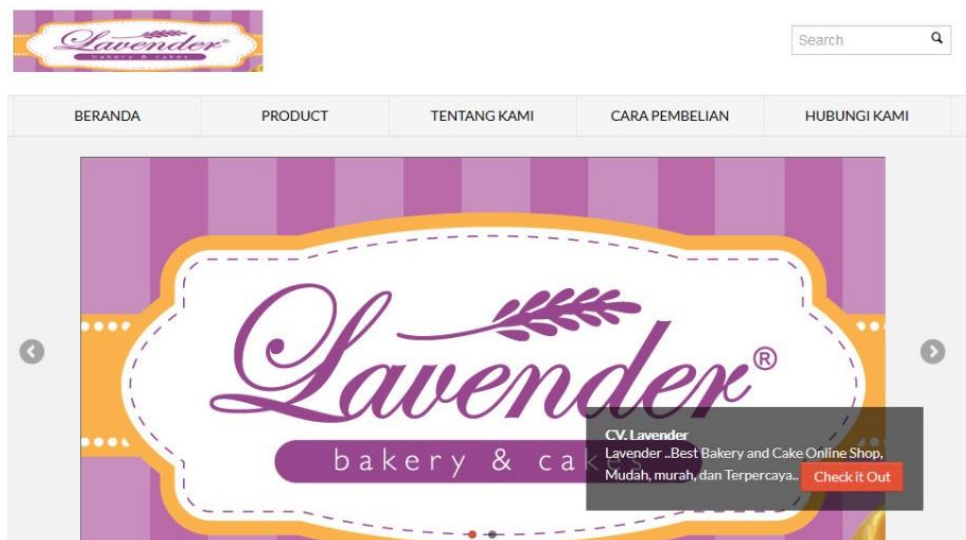 Lavender®
bakery & cakes
Search
BERANDA PRODUCT TENTANG KAMI CARA PEMBELIAN HUBUNGI KAMI
Lavender®
bakery & cakes
CV. Lavender
Lavender ..Best Bakery and Cake Online Shop,
Mudah, murah, dan Terpercaya.. Check it Out